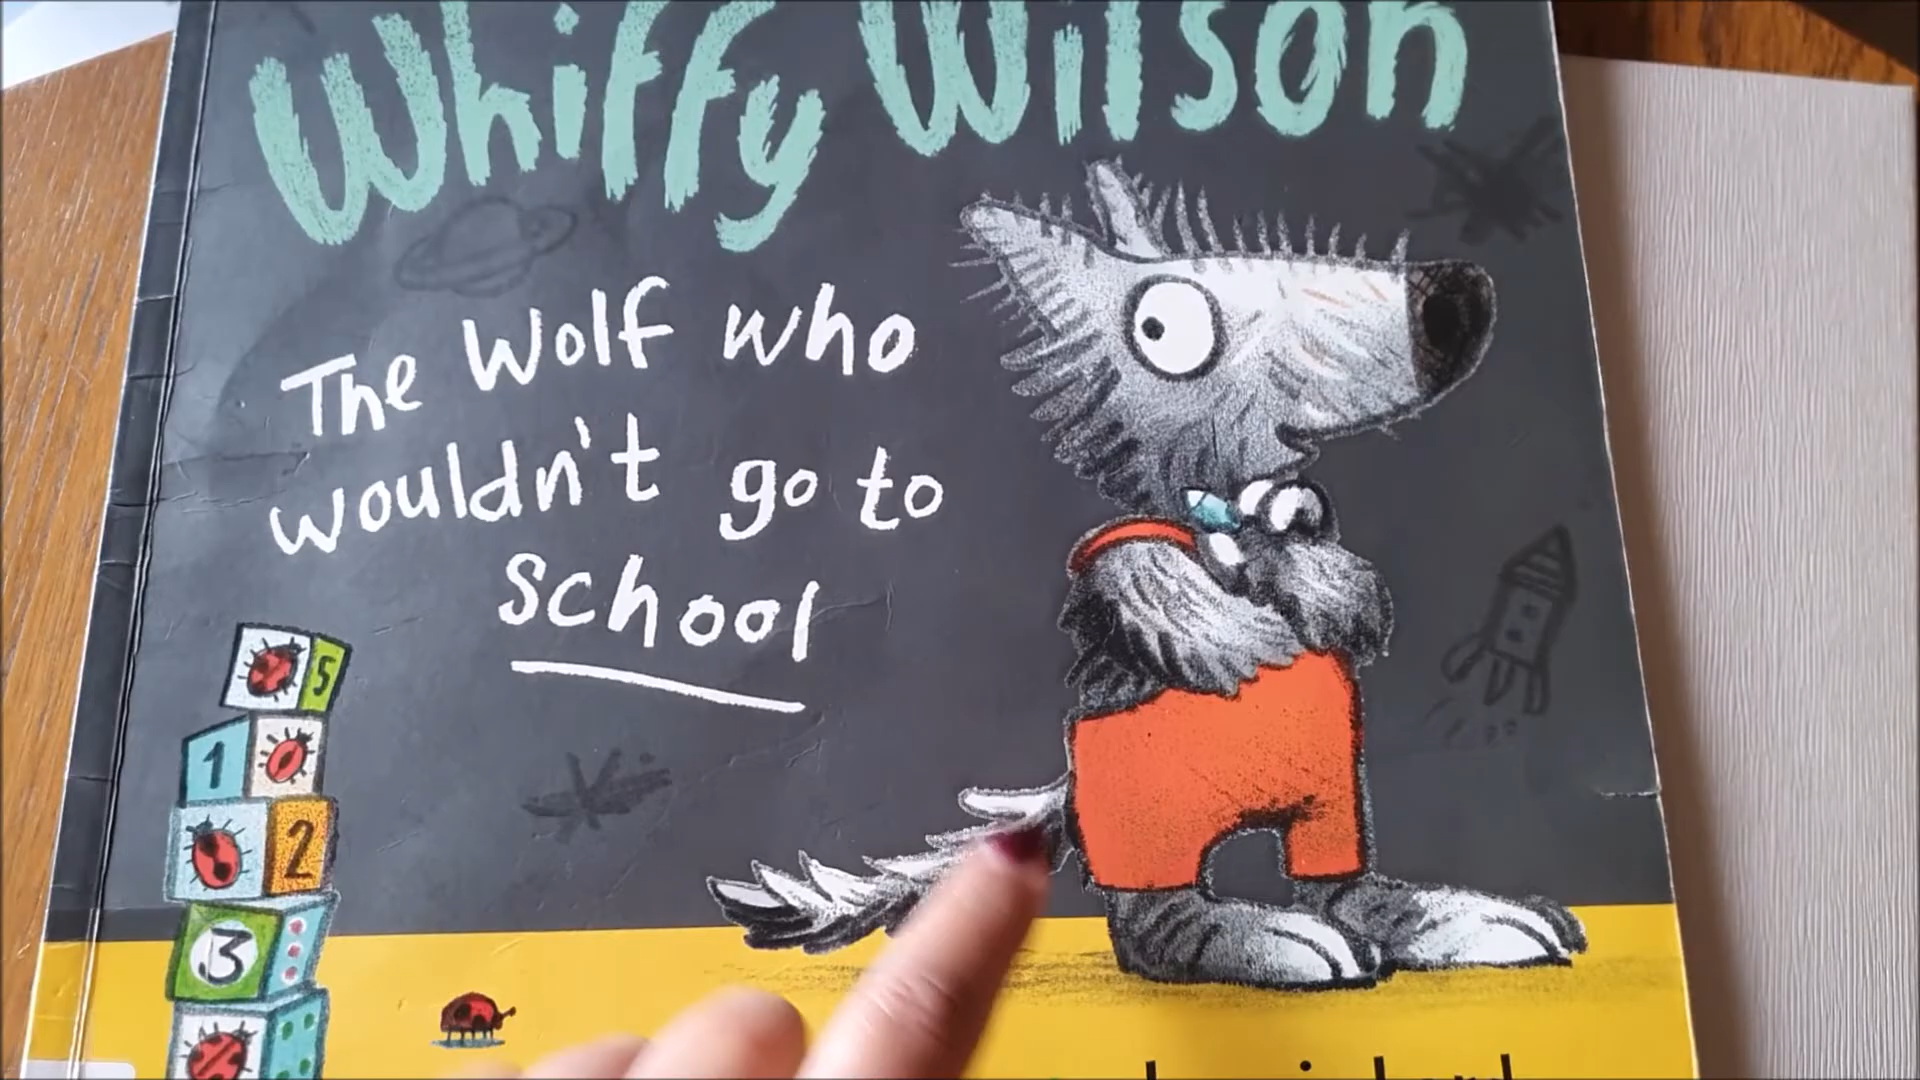 Whiffy Wilson
The Wolf who
wouldn't go to
school
5
1
2
3